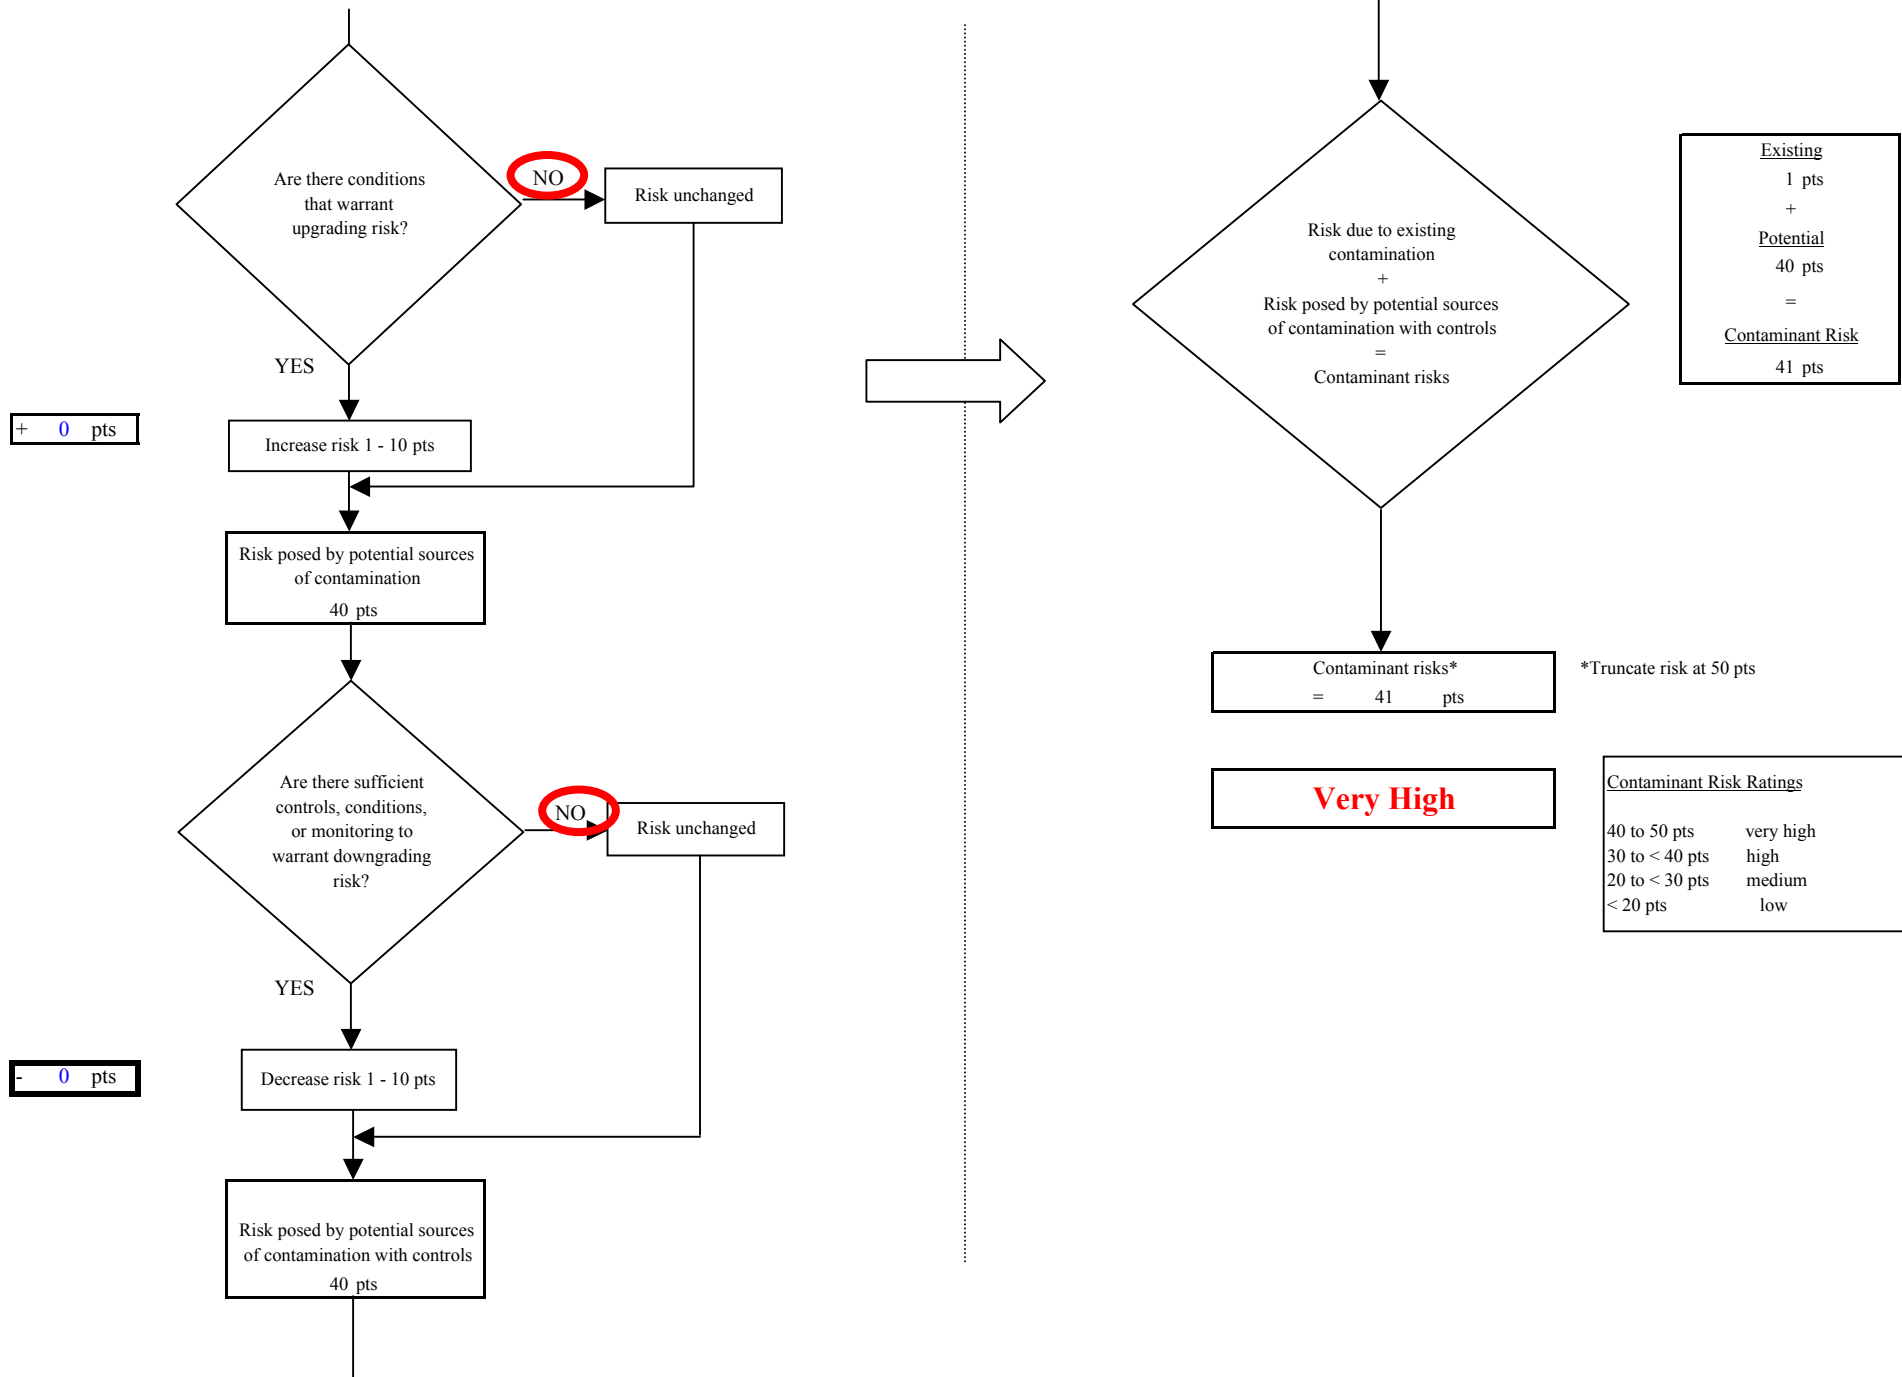 Are there conditions
that warrant
upgrading risk?
NO
Risk unchanged
YES
+ 0 pts
Increase risk 1 - 10 pts
Risk posed by potential sources
of contamination
40 pts
Are there sufficient
controls, conditions,
or monitoring to
warrant downgrading
risk?
NO
Risk unchanged
YES
- 0 pts
Decrease risk 1 - 10 pts
Risk posed by potential sources
of contamination with controls
40 pts
Risk due to existing
contamination
+
Risk posed by potential sources
of contamination with controls
=
Contaminant risks
Existing
1 pts
+
Potential
40 pts
=
Contaminant Risk
41 pts
Contaminant risks*
= 41 pts
*Truncate risk at 50 pts
Very High
Contaminant Risk Ratings
40 to 50 pts very high
30 to < 40 pts high
20 to < 30 pts medium
< 20 pts low